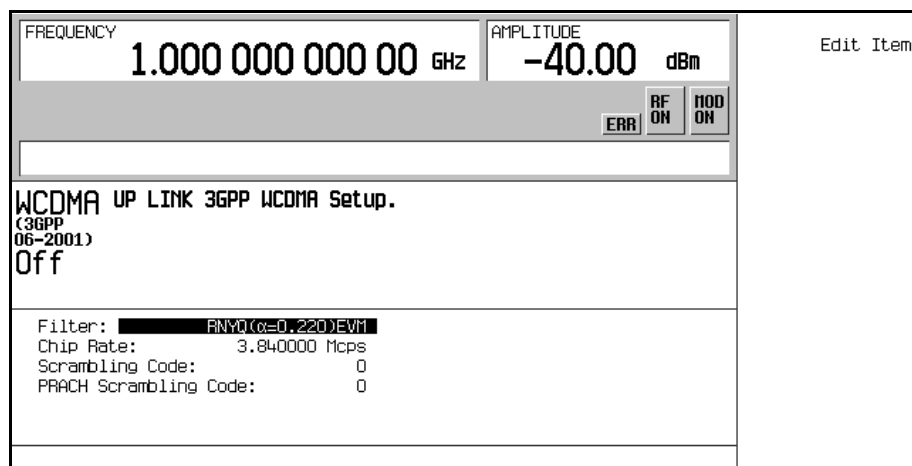 FREQUENCY
1.000 000 000 00 GHz
AMPLITUDE
-40.00 dBm
Edit Item
ERR
RF ON
MOD ON
WCDMA UP LINK 3GPP WCDMA Setup.
(3GPP
06-2001)
Off
Filter: RNYQ(α=0.220)EVM
Chip Rate: 3.840000 Mcps
Scrambling Code: 0
PRACH Scrambling Code: 0